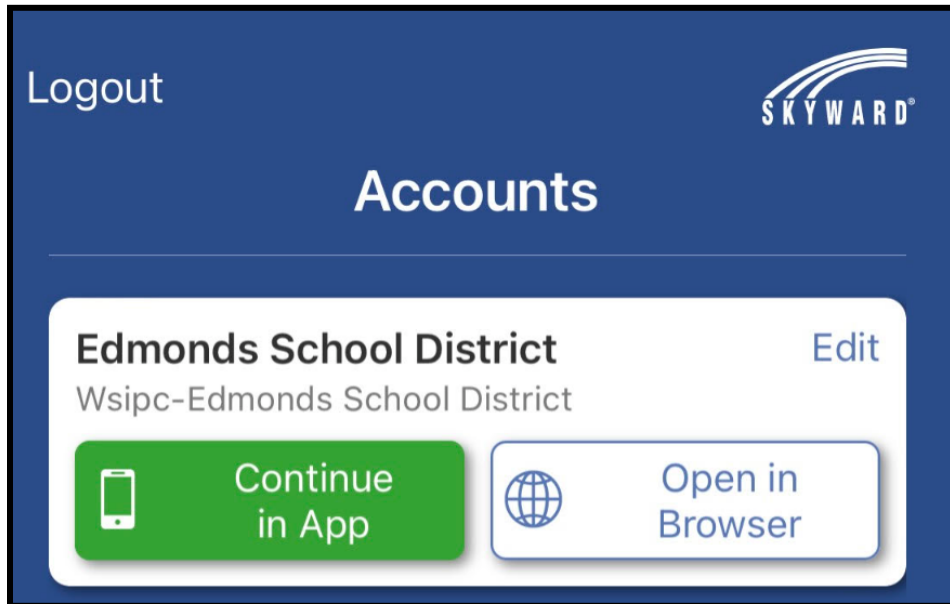 Logout
SKYWARD®
Accounts
Edmonds School District
Edit
Wsipc-Edmonds School District
Continue
in App
Open in
Browser